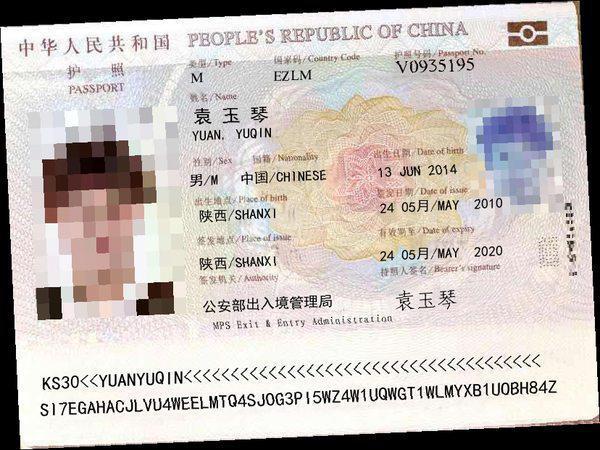 中华人民共和国 PEOPLE'S REPUBLIC OF CHINA
护照
PASSPORT
类型/Type 国家码/Country Code 护照号码/Passport No.
M EZLM V0935195
姓名/Name
袁玉琴
YUAN, YUQIN
性别/Sex 国籍/Nationality 出生日期/Date of birth
男/M 中国/CHINESE 13 JUN 2014
出生地点/Place of birth 签发日期/Date of issue
陕西/SHANXI 24 05月/MAY 2010
签发地点/Place of issue 有效期至/Date of expiry
陕西/SHANXI 24 05月/MAY 2020
签发机关/Authority 持照人签名/Bearer's signature
公安部出入境管理局 袁玉琴
MPS Exit & Entry Administration
KS30<<YUANYUQIN<<<<<<<<<<<<<<<<<<<<<<<<<<<<<<<<<<<<<
SI7EGAHACJLVU4WEELMTQ4SJOG3PI5WZ4W1UQWGT1WLMYXB1UOBH84Z